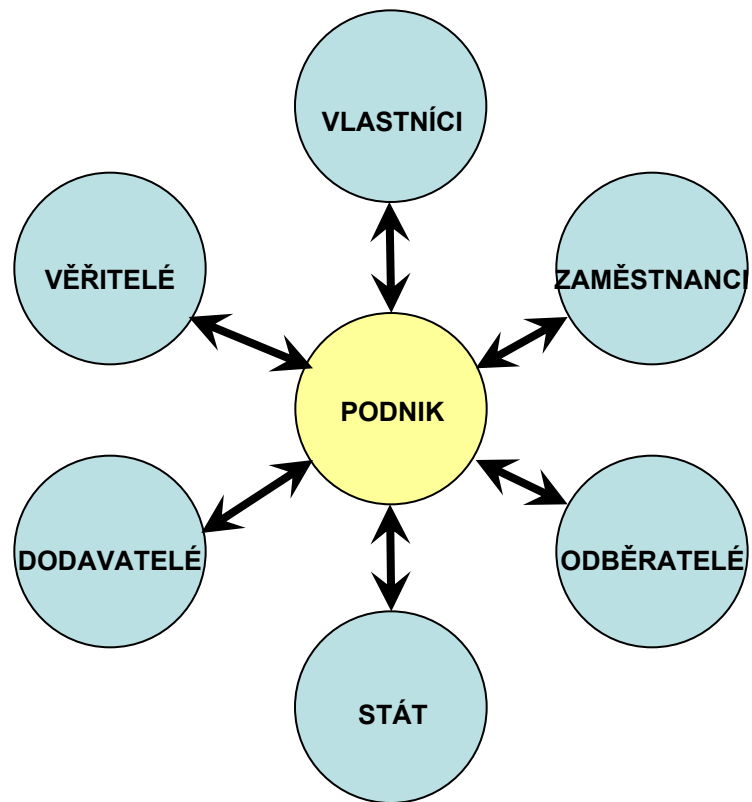 VLASTNÍCI
VĚŘITELÉ
ZAMĚSTNANCI
PODNIK
DODAVATELÉ
ODBĚRATELÉ
STÁT